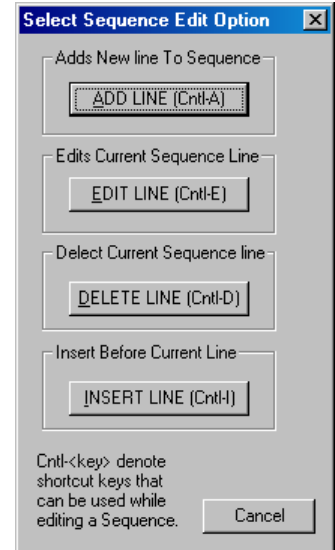 Select Sequence Edit Option
Adds New line To Sequence
ADD LINE (Cntl-A)
Edits Current Sequence Line
EDIT LINE (Cntl-E)
Delect Current Sequence line
DELETE LINE (Cntl-D)
Insert Before Current Line
INSERT LINE (Cntl-I)
Cntl-<key> denote
shortcut keys that
can be used while
editing a Sequence.
Cancel